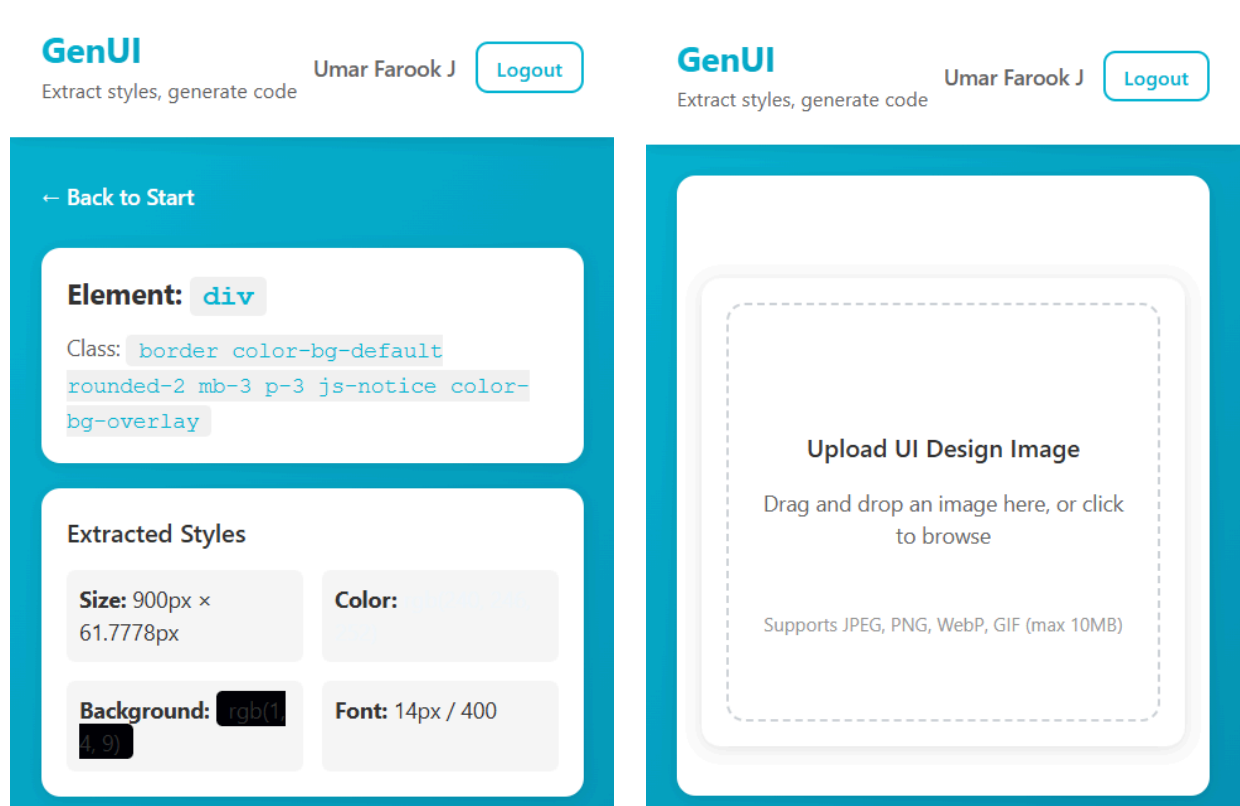 GenUI
Extract styles, generate code
Umar Farook J
Logout
← Back to Start
Element: div
Class: border color-bg-default
rounded-2 mb-3 p-3 js-notice color-
bg-overlay
Extracted Styles
Size: 900px ×
61.7778px
Color:
Background: rgb(1,
4, 9)
Font: 14px / 400
GenUI
Extract styles, generate code
Umar Farook J
Logout
Upload UI Design Image
Drag and drop an image here, or click
to browse
Supports JPEG, PNG, WebP, GIF (max 10MB)